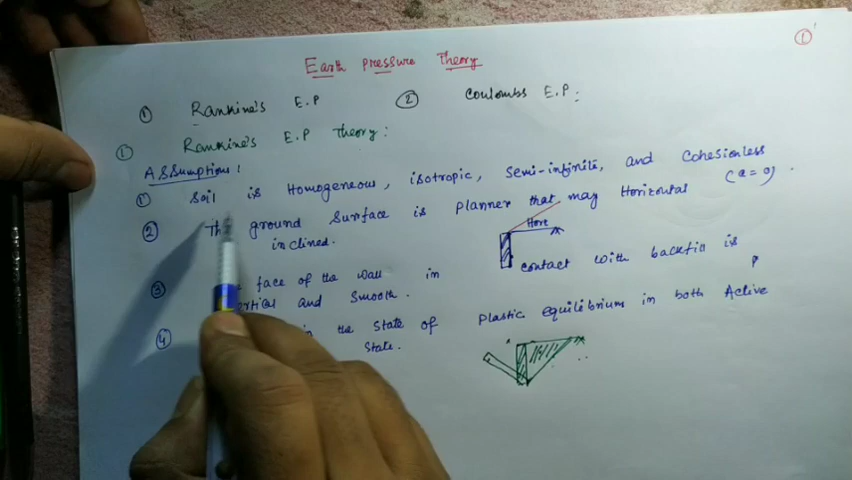 ①
Earth Pressure Theory
① Rankine's E.P ② Coulombs E.P:
① Rankine's E.P Theory:
Assumptions:
① Soil is Homogeneous, isotropic, semi-infinite, and Cohesionless
② The ground surface is planner that may Horizontal
inclined.
Hori
③ face of the wall in contact with backfill is
and smooth.
④ in the state of plastic equilibrium in both Active
state.